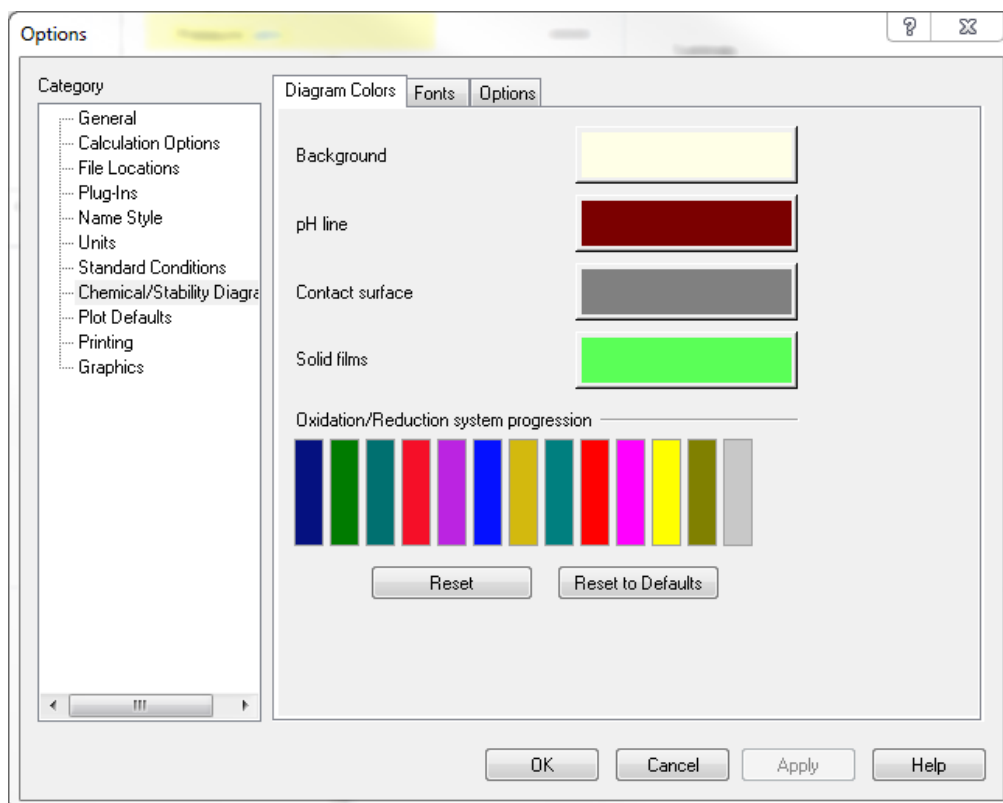 Options
Category
General
Calculation Options
File Locations
Plug-Ins
Name Style
Units
Standard Conditions
Chemical/Stability Diagra
Plot Defaults
Printing
Graphics
Diagram Colors
Fonts
Options
Background
pH line
Contact surface
Solid films
Oxidation/Reduction system progression
Reset
Reset to Defaults
OK
Cancel
Apply
Help